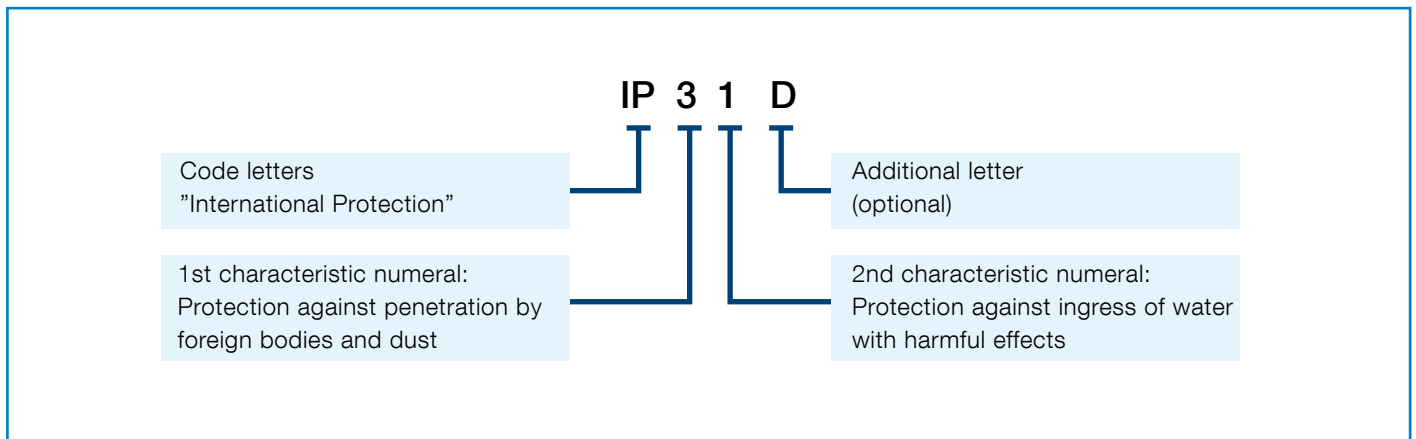 IP 3 1 D
Code letters
”International Protection”
Additional letter
(optional)
1st characteristic numeral:
Protection against penetration by
foreign bodies and dust
2nd characteristic numeral:
Protection against ingress of water
with harmful effects